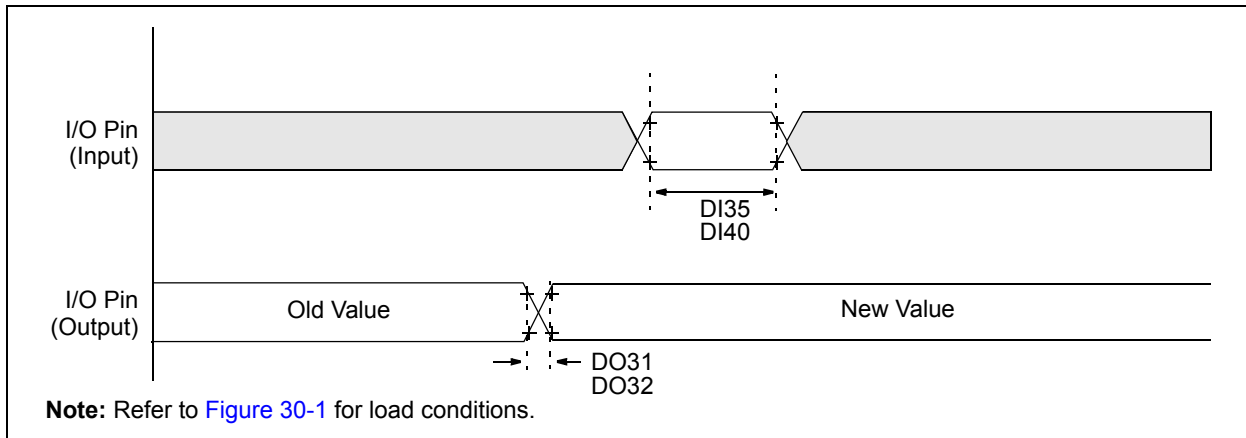 I/O Pin
(Input)
DI35
DI40
I/O Pin
(Output)
Old Value
New Value
DO31
DO32
Note: Refer to Figure 30-1 for load conditions.